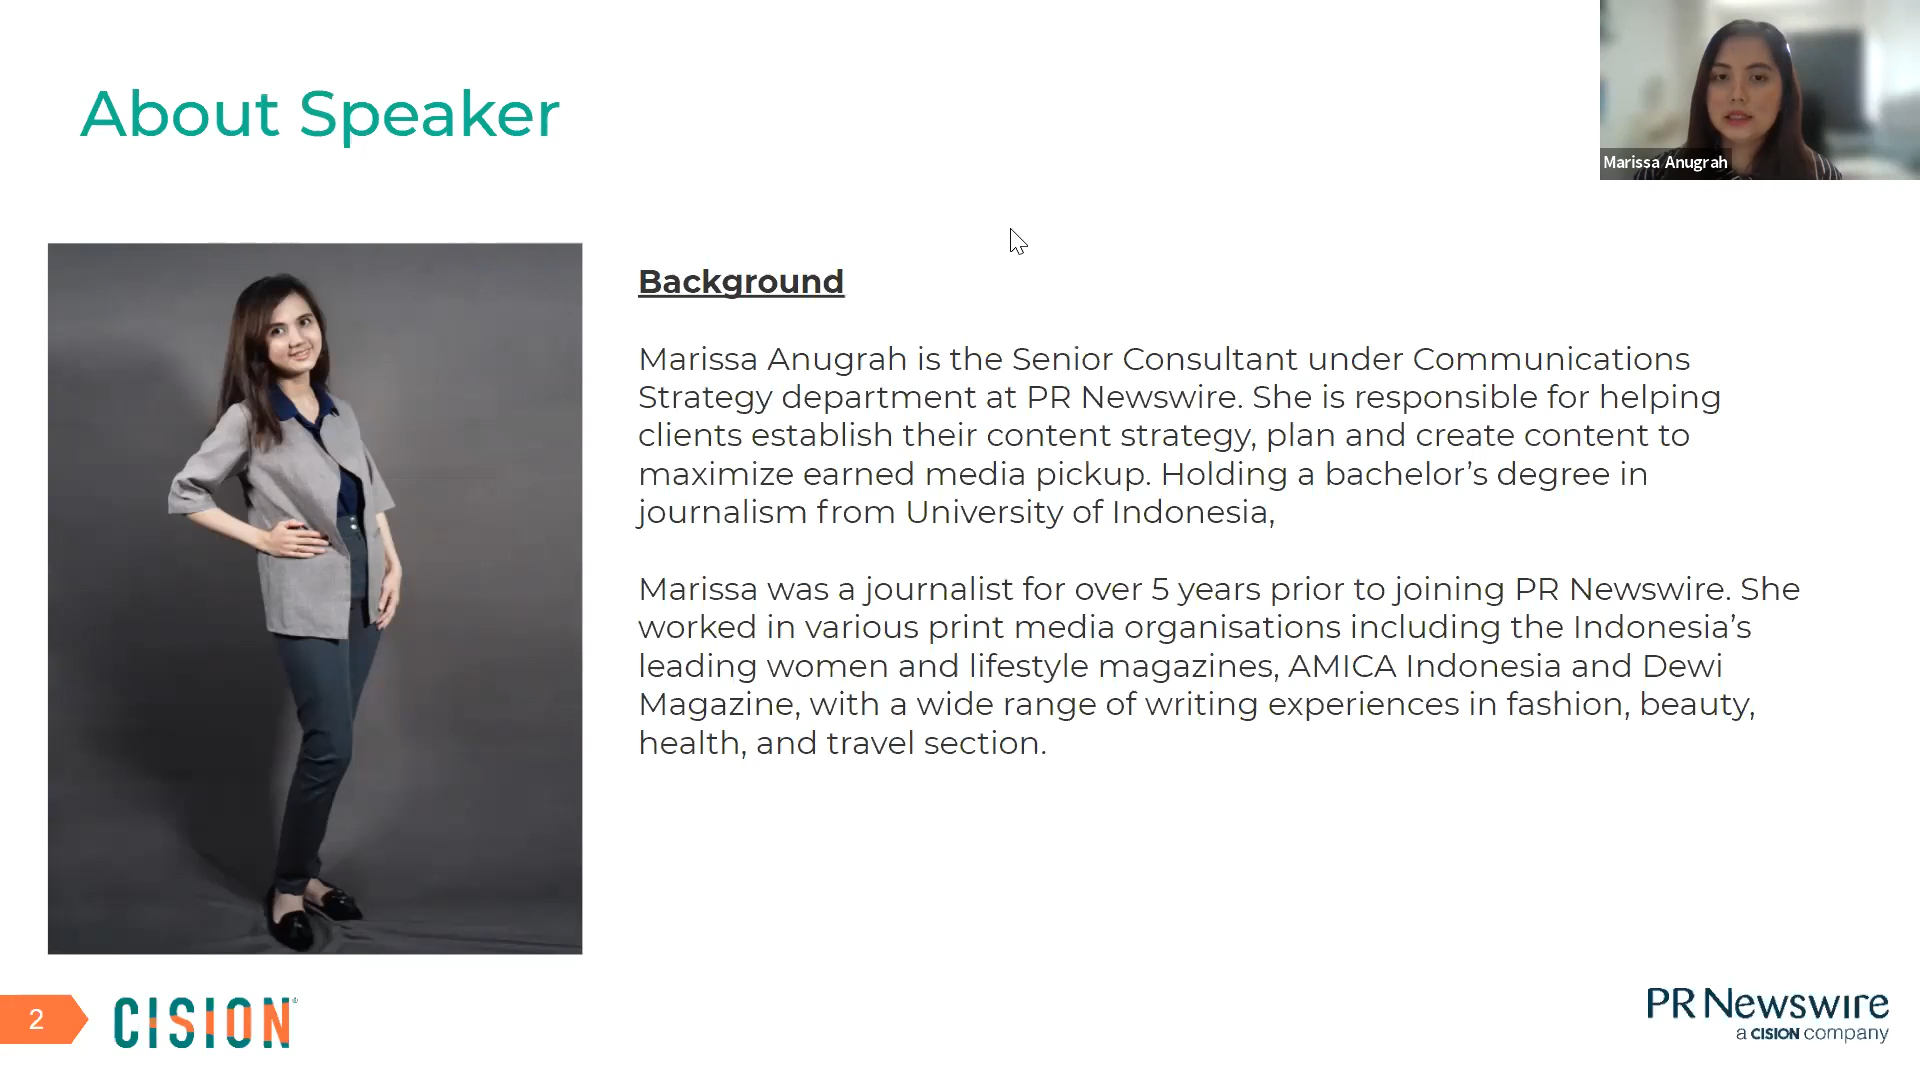 About Speaker
Marissa Anugrah
Background
Marissa Anugrah is the Senior Consultant under Communications
Strategy department at PR Newswire. She is responsible for helping
clients establish their content strategy, plan and create content to
maximize earned media pickup. Holding a bachelor’s degree in
journalism from University of Indonesia,
Marissa was a journalist for over 5 years prior to joining PR Newswire. She
worked in various print media organisations including the Indonesia’s
leading women and lifestyle magazines, AMICA Indonesia and Dewi
Magazine, with a wide range of writing experiences in fashion, beauty,
health, and travel section.
2
CISION®
PR Newswire
a CISION company